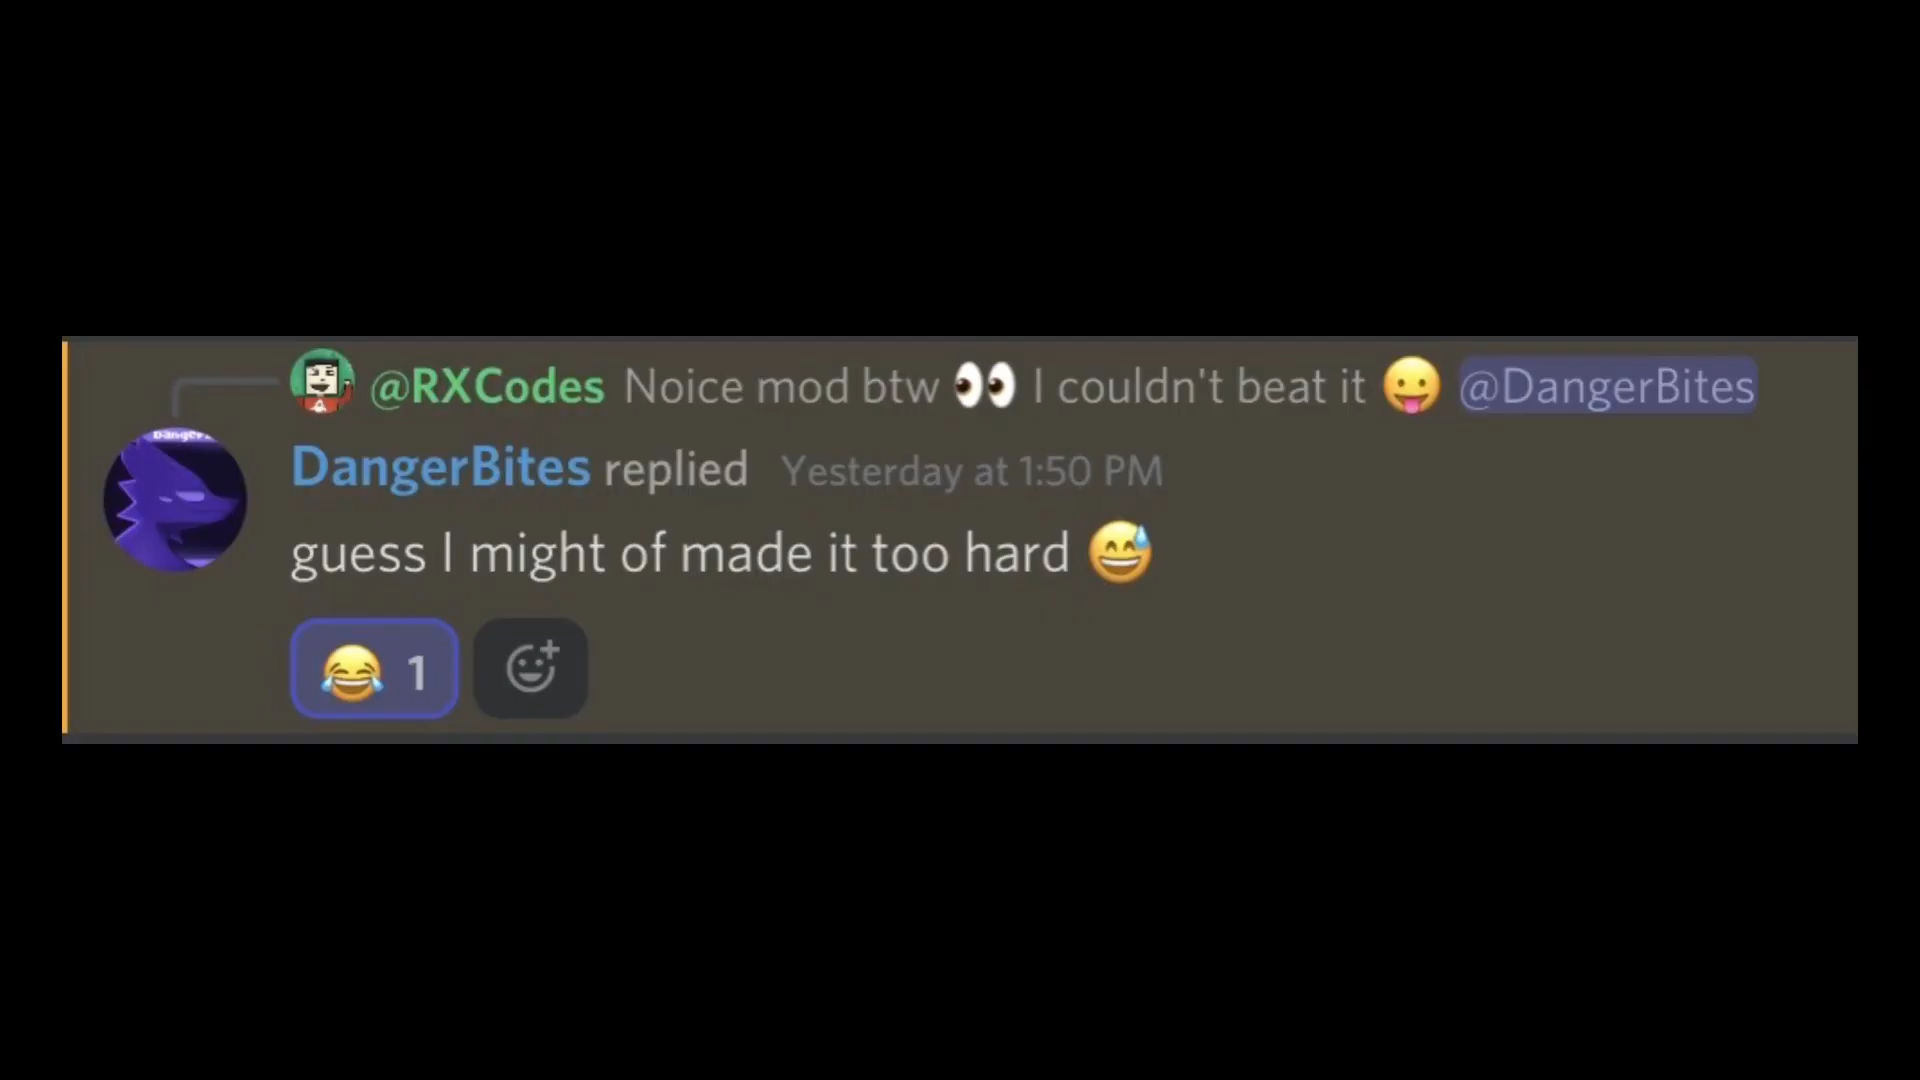 @RXCodes Noice mod btw 👀 I couldn't beat it 😛 @DangerBites
DangerBites replied Yesterday at 1:50 PM
guess I might of made it too hard 😅
😂 1